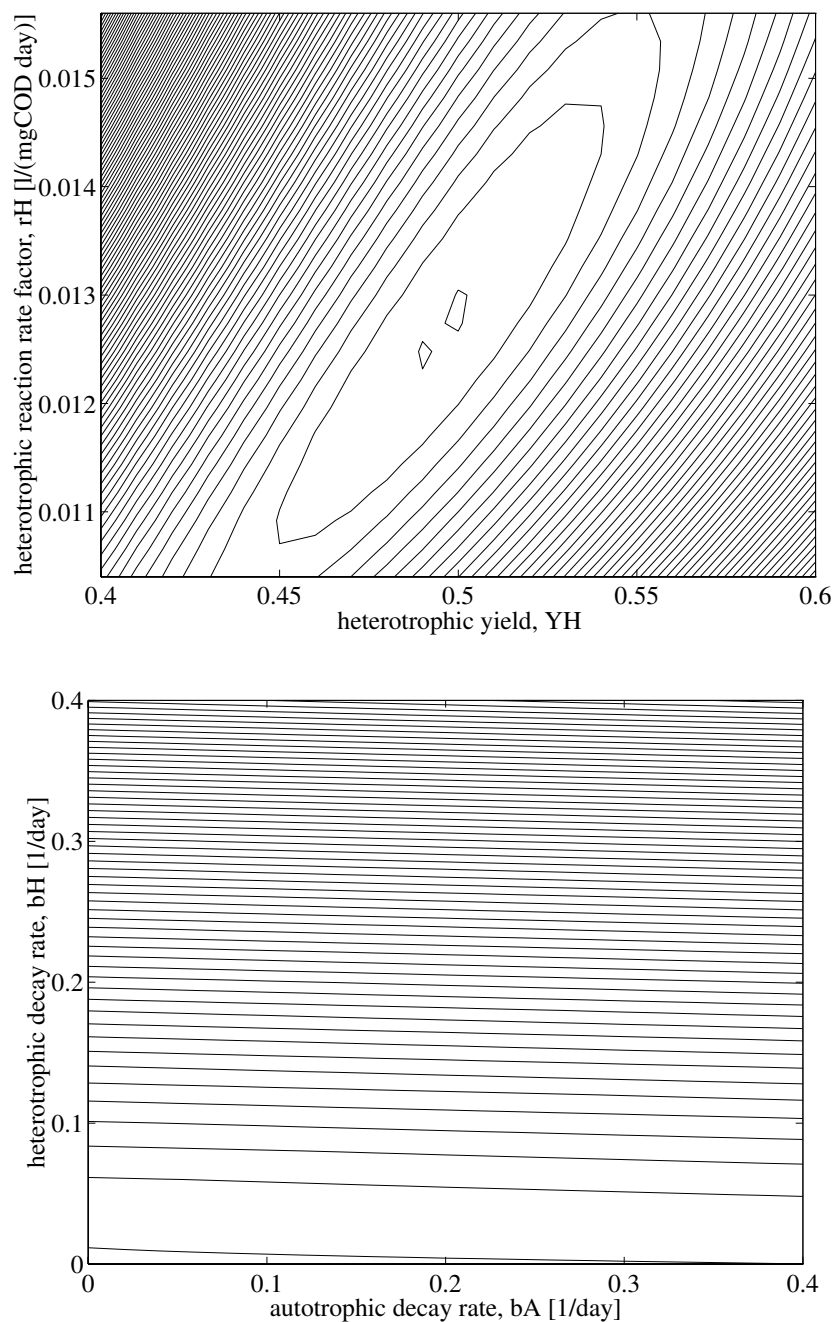 heterotrophic reaction rate factor, rH [l/(mgCOD day)]
0.015
0.014
0.013
0.012
0.011
0.4 0.45 0.5 0.55 0.6
heterotrophic yield, YH
heterotrophic decay rate, bH [1/day]
0.4
0.3
0.2
0.1
0
0 0.1 0.2 0.3 0.4
autotrophic decay rate, bA [1/day]